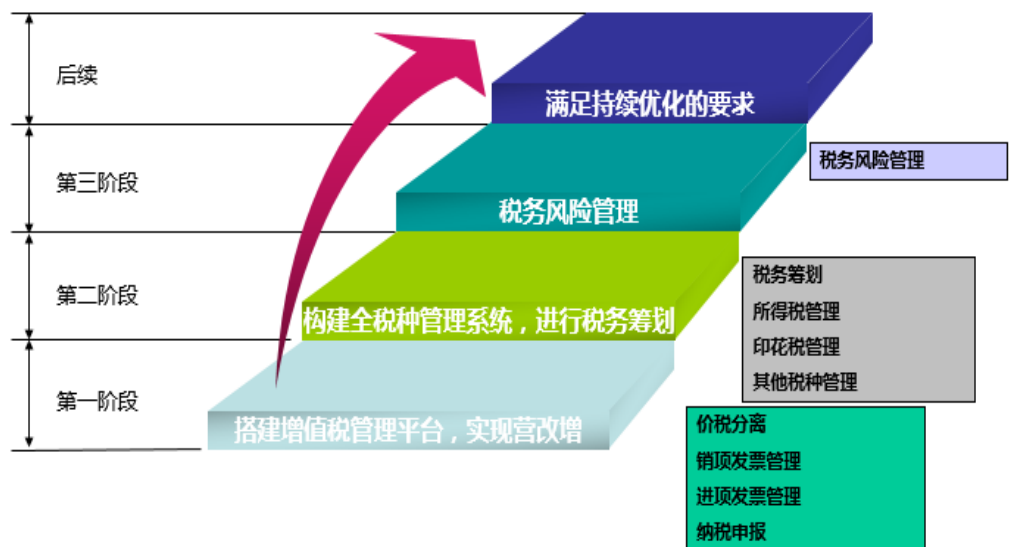 后续
满足持续优化的要求
税务风险管理
第三阶段
税务风险管理
税务筹划
所得税管理
印花税管理
其他税种管理
第二阶段
构建全税种管理系统，进行税务筹划
第一阶段
搭建增值税管理平台，实现营改增
价税分离
销项发票管理
进项发票管理
纳税申报